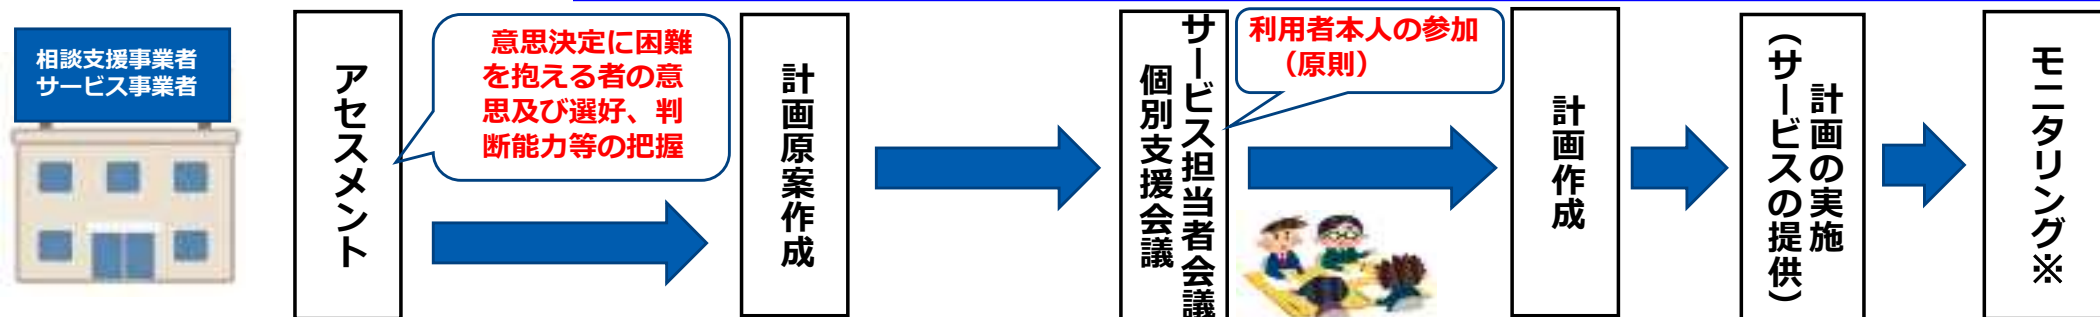 相談支援事業者
サービス事業者
アセスメント
意思決定に困難
を抱える者の意
思及び選好、判
断能力等の把握
計画原案作成
サービス担当者会議
個別支援会議
利用者本人の参加
（原則）
計画作成
計画の実施
（サービスの提供）
モニタリング※